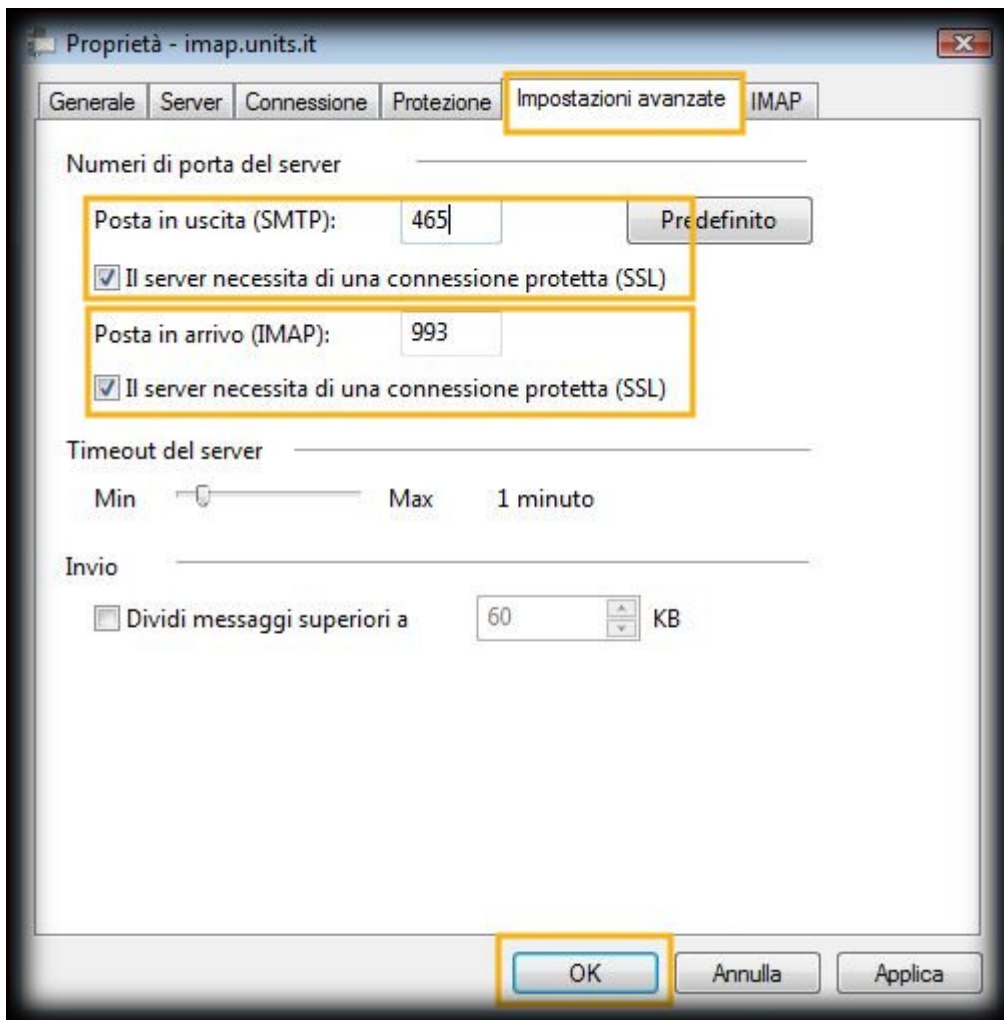 Proprietà - imap.units.it
Generale Server Connessione Protezione Impostazioni avanzate IMAP
Numeri di porta del server
Posta in uscita (SMTP): 465 Predefinito
Il server necessita di una connessione protetta (SSL)
Posta in arrivo (IMAP): 993
Il server necessita di una connessione protetta (SSL)
Timeout del server
Min Max 1 minuto
Invio
Dividi messaggi superiori a 60 KB
OK Annulla Applica